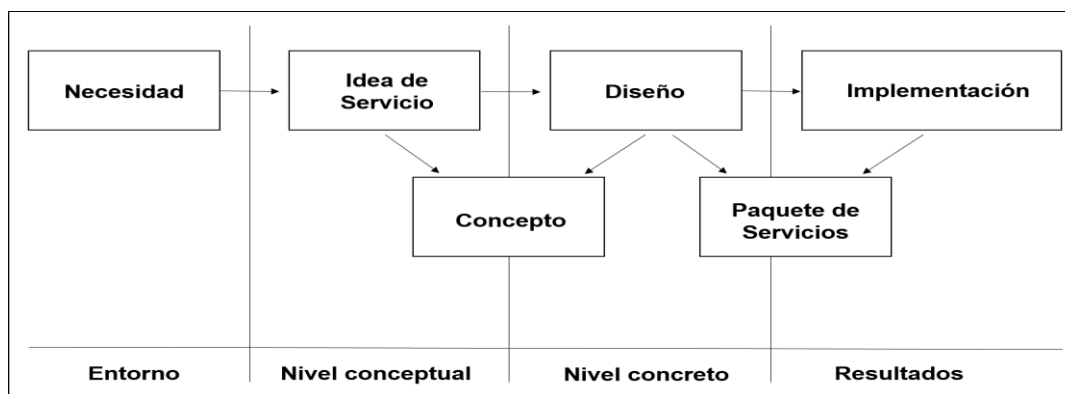 Necesidad
Idea de
Servicio
Diseño
Implementación
Concepto
Paquete de
Servicios
Entorno
Nivel conceptual
Nivel concreto
Resultados